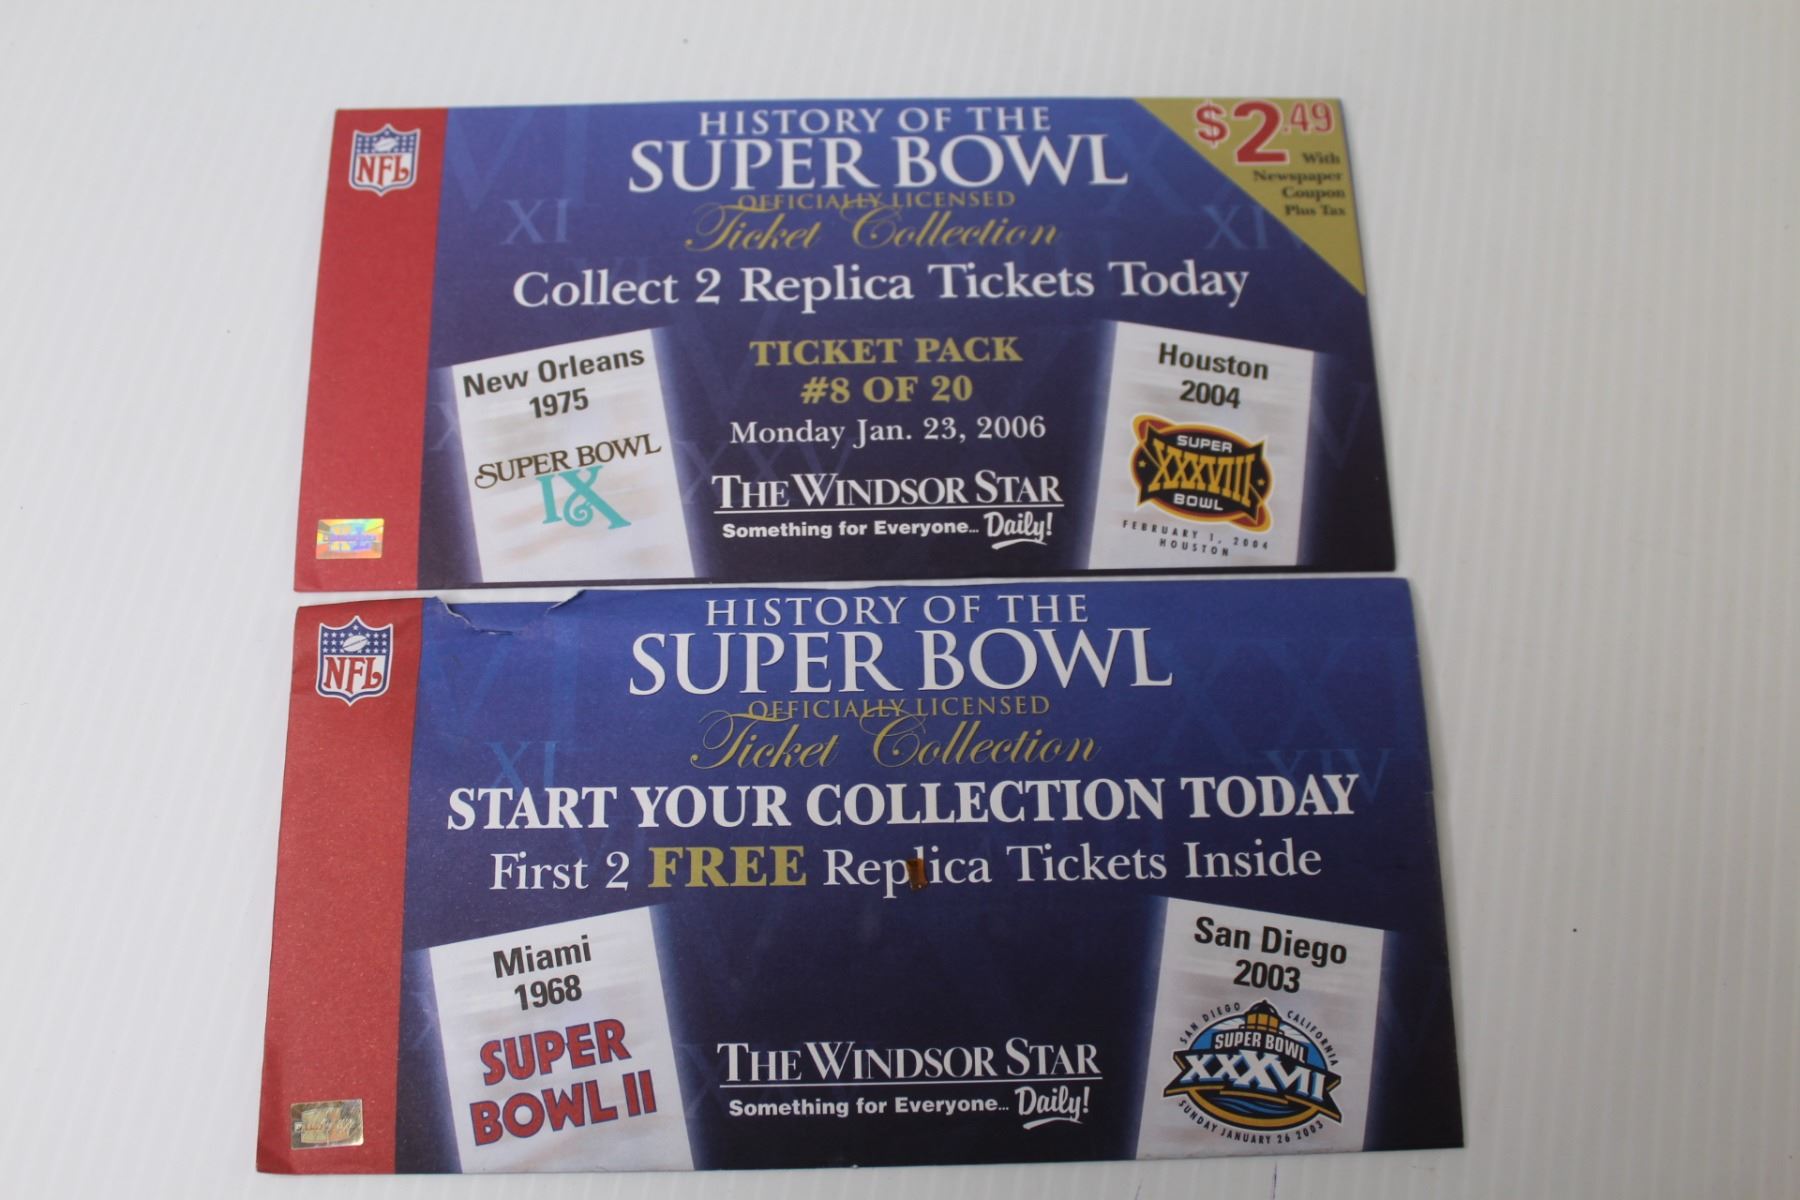 NFL
HISTORY OF THE
SUPER BOWL
OFFICIALLY LICENSED
Ticket Collection
$2.49
With
Newspaper
Coupon
Plus Tax
XI
Collect 2 Replica Tickets Today
New Orleans
1975
SUPER BOWL
IX
TICKET PACK
#8 OF 20
Monday Jan. 23, 2006
THE WINDSOR STAR
Something for Everyone... Daily!
Houston
2004
SUPER
XXXVIII
BOWL
FEBRUARY 1, 2004
HOUSTON
NFL
HISTORY OF THE
SUPER BOWL
OFFICIALLY LICENSED
Ticket Collection
XI
XIV
START YOUR COLLECTION TODAY
First 2 FREE Replica Tickets Inside
Miami
1968
SUPER
BOWL II
THE WINDSOR STAR
Something for Everyone... Daily!
San Diego
2003
SAN DIEGO CALIFORNIA
SUPER BOWL
XXXVII
SUNDAY JANUARY 26 2003